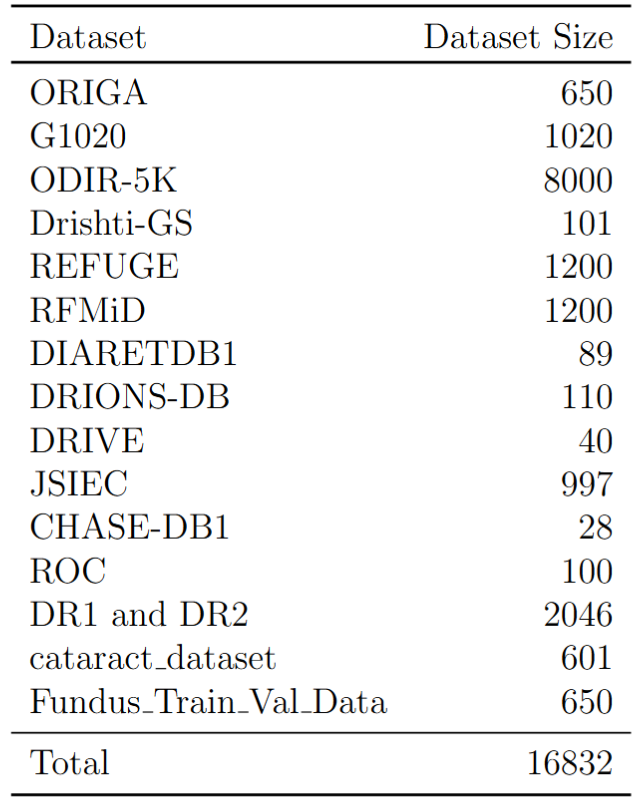 Dataset Dataset Size
ORIGA 650
G1020 1020
ODIR-5K 8000
Drishti-GS 101
REFUGE 1200
RFMiD 1200
DIARETDB1 89
DRIONS-DB 110
DRIVE 40
JSIEC 997
CHASE-DB1 28
ROC 100
DR1 and DR2 2046
cataract_dataset 601
Fundus_Train_Val_Data 650
Total 16832